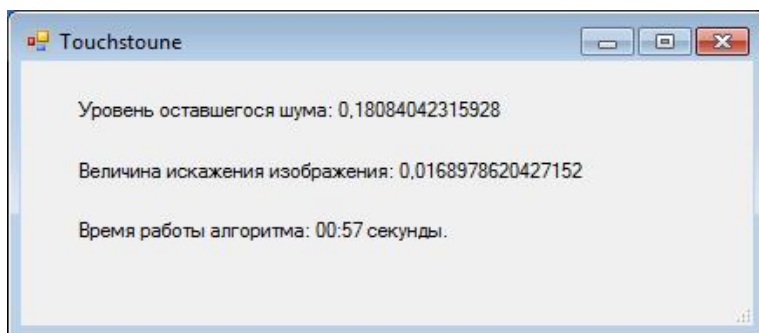 Touchstoune
Уровень оставшегося шума: 0,18084042315928
Величина искажения изображения: 0,0168978620427152
Время работы алгоритма: 00:57 секунды.